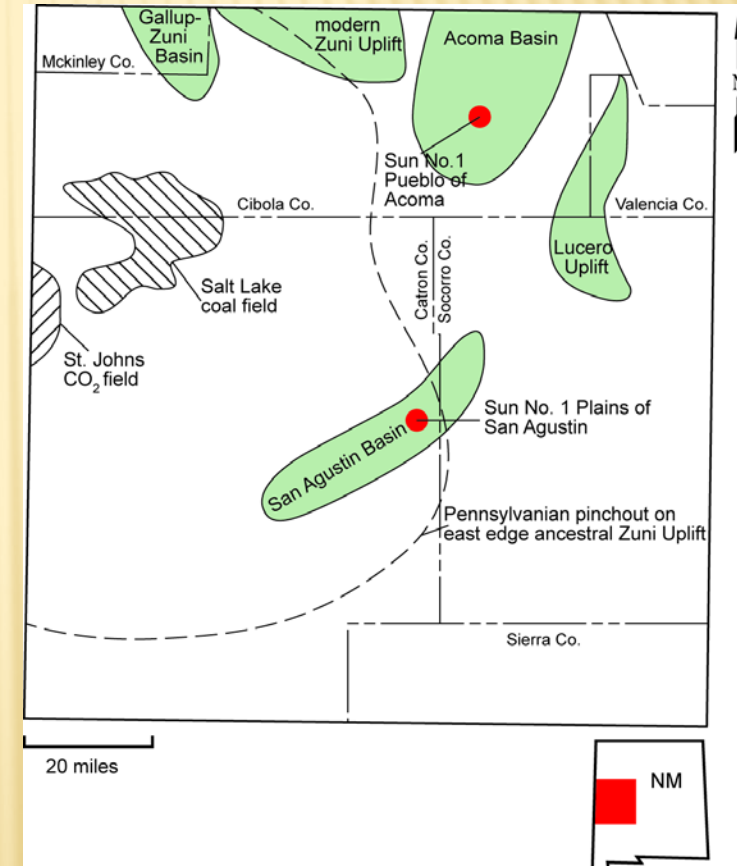 Gallup-
Zuni
Basin
modern
Zuni Uplift
Acoma Basin
Mckinley Co.
Sun No.1
Pueblo of
Acoma
Cibola Co.
Valencia Co.
Catron Co.
Socorro Co.
Lucero
Uplift
Salt Lake
coal field
St. Johns
CO₂ field
Sun No. 1 Plains of
San Agustin
San Agustin Basin
Pennsylvanian pinchout on
east edge ancestral Zuni Uplift
Sierra Co.
20 miles
NM